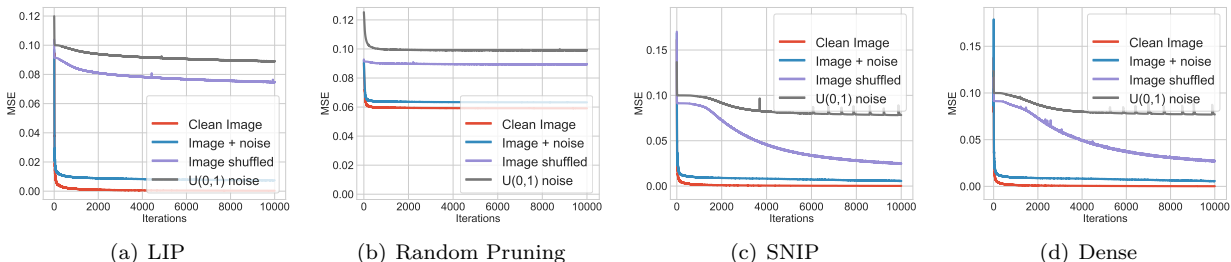 0.12
0.10
0.08
0.06
0.04
0.02
0.00
MSE
Clean Image
Image + noise
Image shuffled
U(0,1) noise
0 2000 4000 6000 8000 10000
Iterations
(a) LIP
0.12
0.10
0.08
0.06
0.04
0.02
0.00
MSE
Clean Image
Image + noise
Image shuffled
U(0,1) noise
0 2000 4000 6000 8000 10000
Iterations
(b) Random Pruning
0.15
0.10
0.05
0.00
MSE
Clean Image
Image + noise
Image shuffled
U(0,1) noise
0 2000 4000 6000 8000 10000
Iterations
(c) SNIP
0.15
0.10
0.05
0.00
MSE
Clean Image
Image + noise
Image shuffled
U(0,1) noise
0 2000 4000 6000 8000 10000
Iterations
(d) Dense